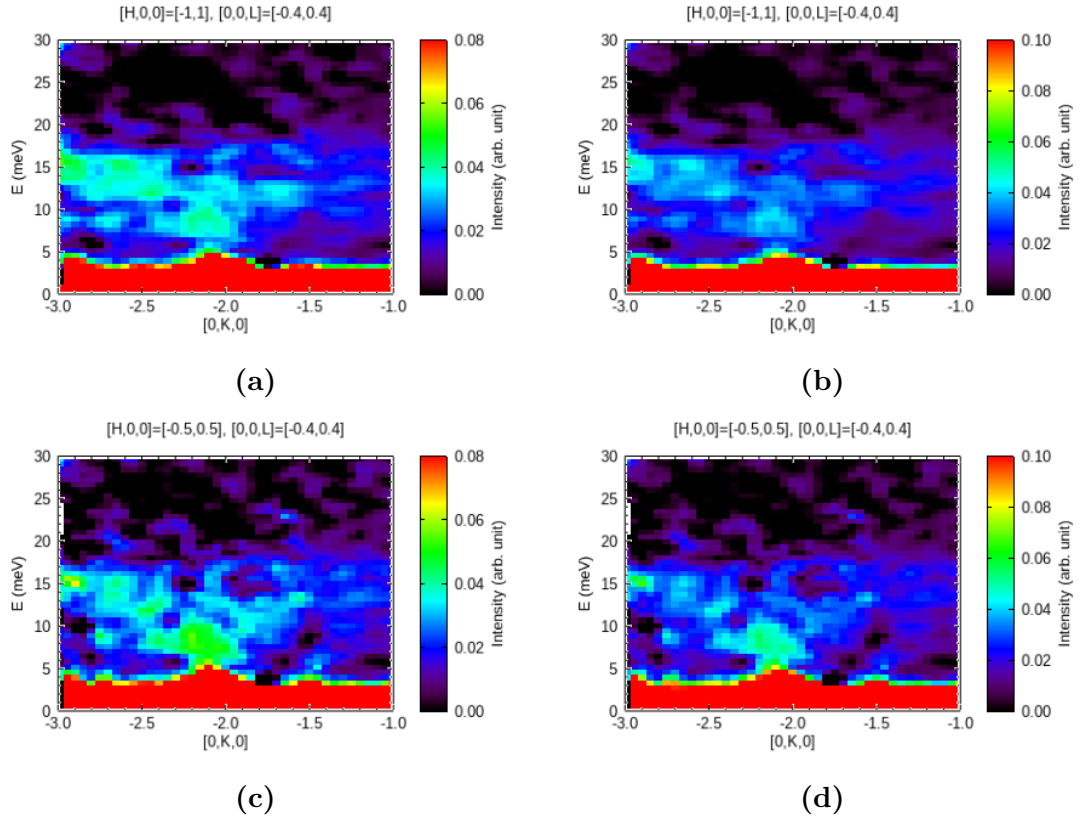 [H,0,0]=[-1,1], [0,0,L]=[-0.4,0.4]
30
25
20
15
10
5
0
E (meV)
-3.0 -2.5 -2.0 -1.5 -1.0
[0,K,0]
0.08
0.06
0.04
0.02
0.00
Intensity (arb. unit)
(a)
[H,0,0]=[-1,1], [0,0,L]=[-0.4,0.4]
30
25
20
15
10
5
0
E (meV)
-3.0 -2.5 -2.0 -1.5 -1.0
[0,K,0]
0.10
0.08
0.06
0.04
0.02
0.00
Intensity (arb. unit)
(b)
[H,0,0]=[-0.5,0.5], [0,0,L]=[-0.4,0.4]
30
25
20
15
10
5
0
E (meV)
-3.0 -2.5 -2.0 -1.5 -1.0
[0,K,0]
0.08
0.06
0.04
0.02
0.00
Intensity (arb. unit)
(c)
[H,0,0]=[-0.5,0.5], [0,0,L]=[-0.4,0.4]
30
25
20
15
10
5
0
E (meV)
-3.0 -2.5 -2.0 -1.5 -1.0
[0,K,0]
0.10
0.08
0.06
0.04
0.02
0.00
Intensity (arb. unit)
(d)